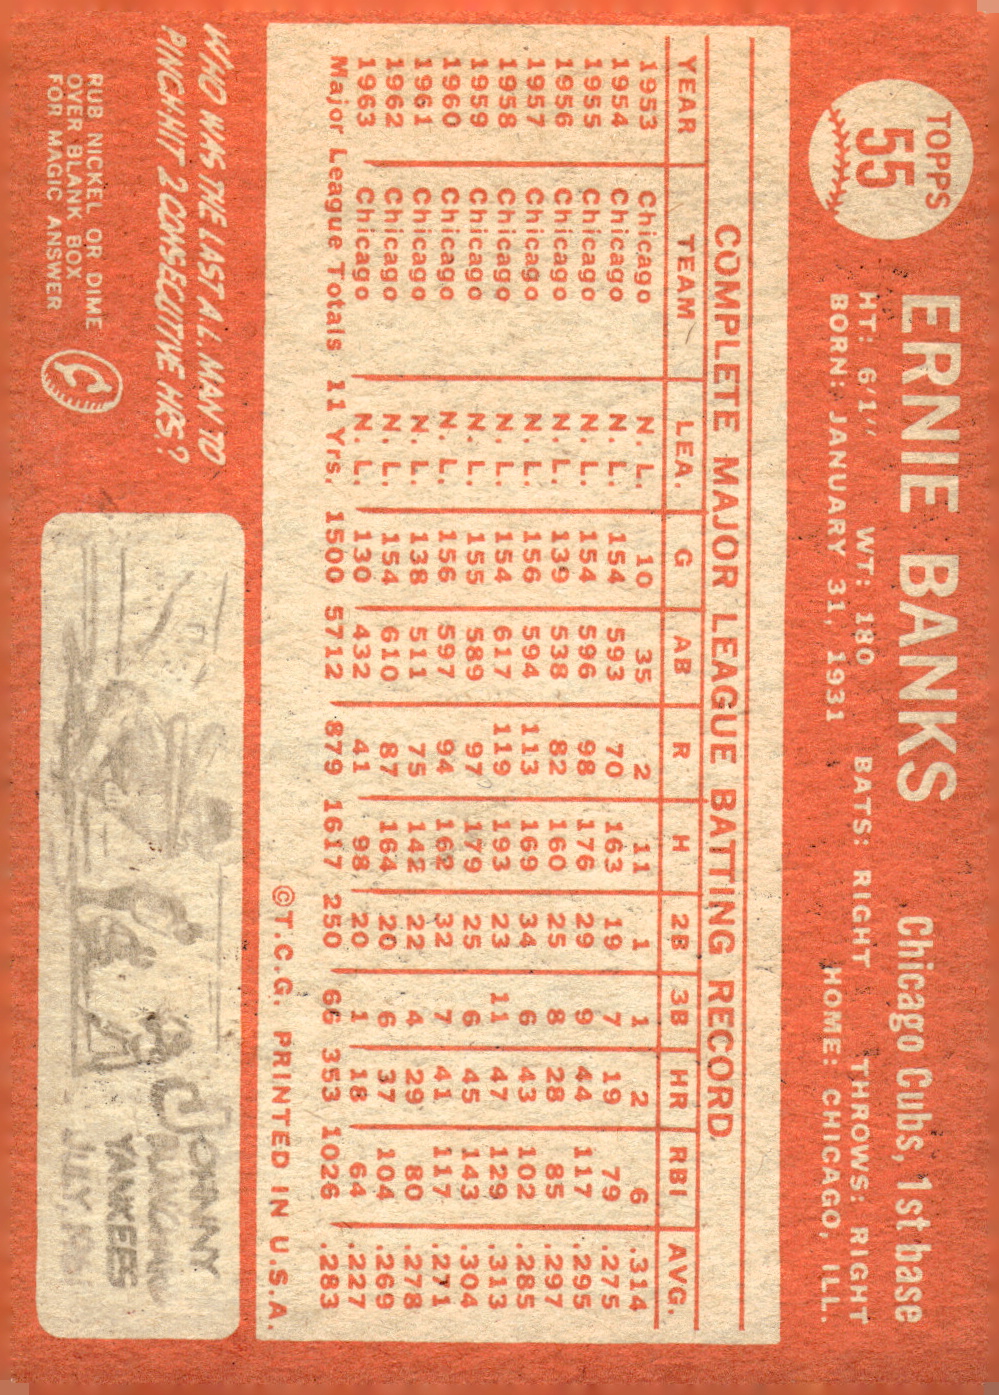 TOPPS
55
ERNIE BANKS Chicago Cubs, 1st base
HT: 6'1" WT: 180 BATS: RIGHT THROWS: RIGHT
BORN: JANUARY 31, 1931 HOME: CHICAGO, ILL.
COMPLETE MAJOR LEAGUE BATTING RECORD
YEAR TEAM LEA. G AB R H 2B 3B HR RBI AVG.
1953 Chicago N. L. 10 35 2 11 1 1 2 6 .314
1954 Chicago N. L. 154 593 70 163 19 7 19 79 .275
1955 Chicago N. L. 154 596 98 176 29 9 44 117 .295
1956 Chicago N. L. 139 538 82 160 25 8 28 85 .297
1957 Chicago N. L. 156 594 113 169 34 6 43 102 .285
1958 Chicago N. L. 154 617 119 193 23 11 47 129 .313
1959 Chicago N. L. 155 589 97 179 25 6 45 143 .304
1960 Chicago N. L. 156 597 94 162 32 7 41 117 .271
1961 Chicago N. L. 138 511 75 142 22 4 29 80 .278
1962 Chicago N. L. 154 610 87 164 20 6 37 104 .269
1963 Chicago N. L. 130 432 41 98 20 1 18 64 .227
Major League Totals 11 Yrs. 1500 5712 879 1617 250 66 353 1026 .283
©T.C.G. PRINTED IN U.S.A.
WHO WAS THE LAST A.L. MAN TO
PINCH HIT 2 CONSECUTIVE HRS.?
RUB NICKEL OR DIME
OVER BLANK BOX
FOR MAGIC ANSWER
JOHNNY
BLANCHARD
YANKEES
JULY,